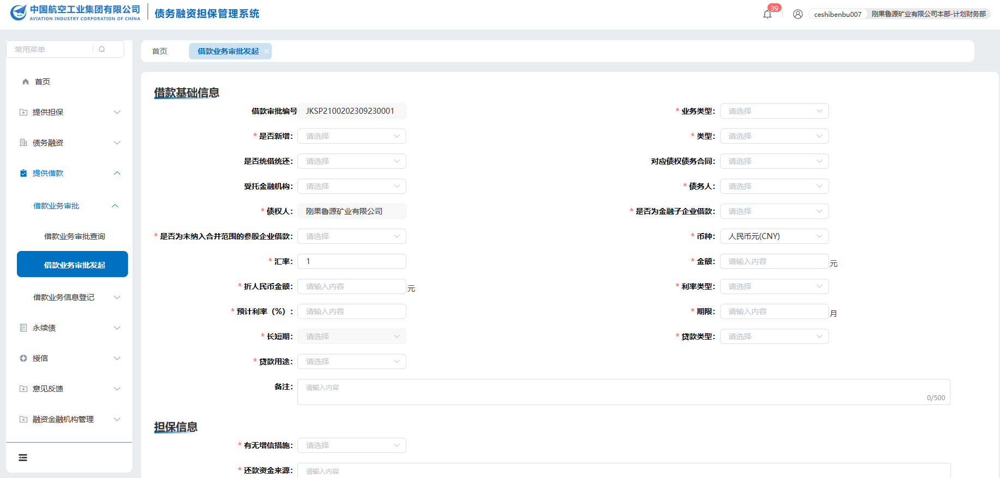 中国航空工业集团有限公司
AVIATION INDUSTRY CORPORATION OF CHINA
债务融资担保管理系统
39
ceshibenbu007
刚果鲁源矿业有限公司本部-计划财务部
常用菜单
首页
提供担保
债务融资
提供借款
借款业务审批
借款业务审批查询
借款业务审批发起
借款业务信息登记
永续债
授信
意见反馈
融资金融机构管理
首页
借款业务审批发起
借款基础信息
借款审批编号 JKSP2100202309230001
* 业务类型： 请选择
* 是否新增： 请选择
* 类型： 请选择
是否统借统还： 请选择
对应债权债务合同： 请选择
受托金融机构： 请选择
* 债务人： 请选择
* 债权人： 刚果鲁源矿业有限公司
* 是否为金融子企业借款： 请选择
* 是否为未纳入合并范围的参股企业借款： 请选择
* 币种： 人民币元(CNY)
* 汇率： 1
* 金额： 请输入内容 元
* 折人民币金额： 请输入内容 元
* 利率类型： 请选择
* 预计利率（%）： 请输入内容
* 期限： 请输入内容 月
* 长短期： 请选择
* 贷款类型： 请选择
* 贷款用途： 请选择
备注： 请输入内容
0/500
担保信息
* 有无增信措施： 请选择
* 还款资金来源： 请输入内容